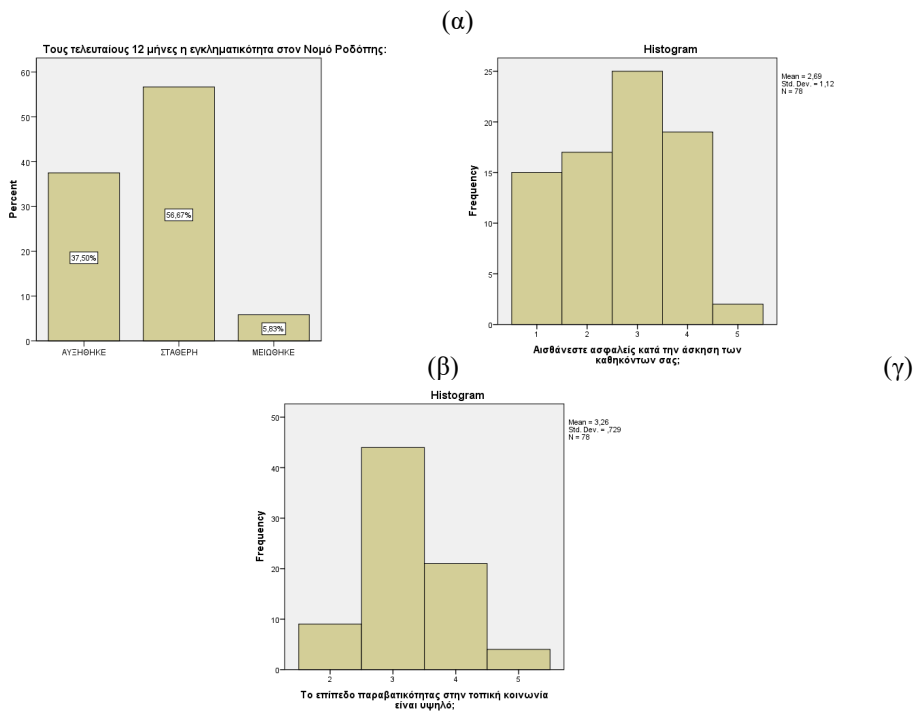 (α)
Τους τελευταίους 12 μήνες η εγκληματικότητα στον Νομό Ροδόπης:
60
50
40
30
20
10
0
Percent
37,50%
56,67%
5,83%
ΑΥΞΗΘΗΚΕ ΣΤΑΘΕΡΗ ΜΕΙΩΘΗΚΕ
Histogram
Mean = 2,69
Std. Dev. = 1,12
N = 78
25
20
15
10
5
0
Frequency
1 2 3 4 5
Αισθάνεστε ασφαλείς κατά την άσκηση των
καθηκόντων σας;
(β)
(γ)
Histogram
Mean = 3,26
Std. Dev. = ,729
N = 78
50
40
30
20
10
0
Frequency
2 3 4 5
Το επίπεδο παραβατικότητας στην τοπική κοινωνία
είναι υψηλό;